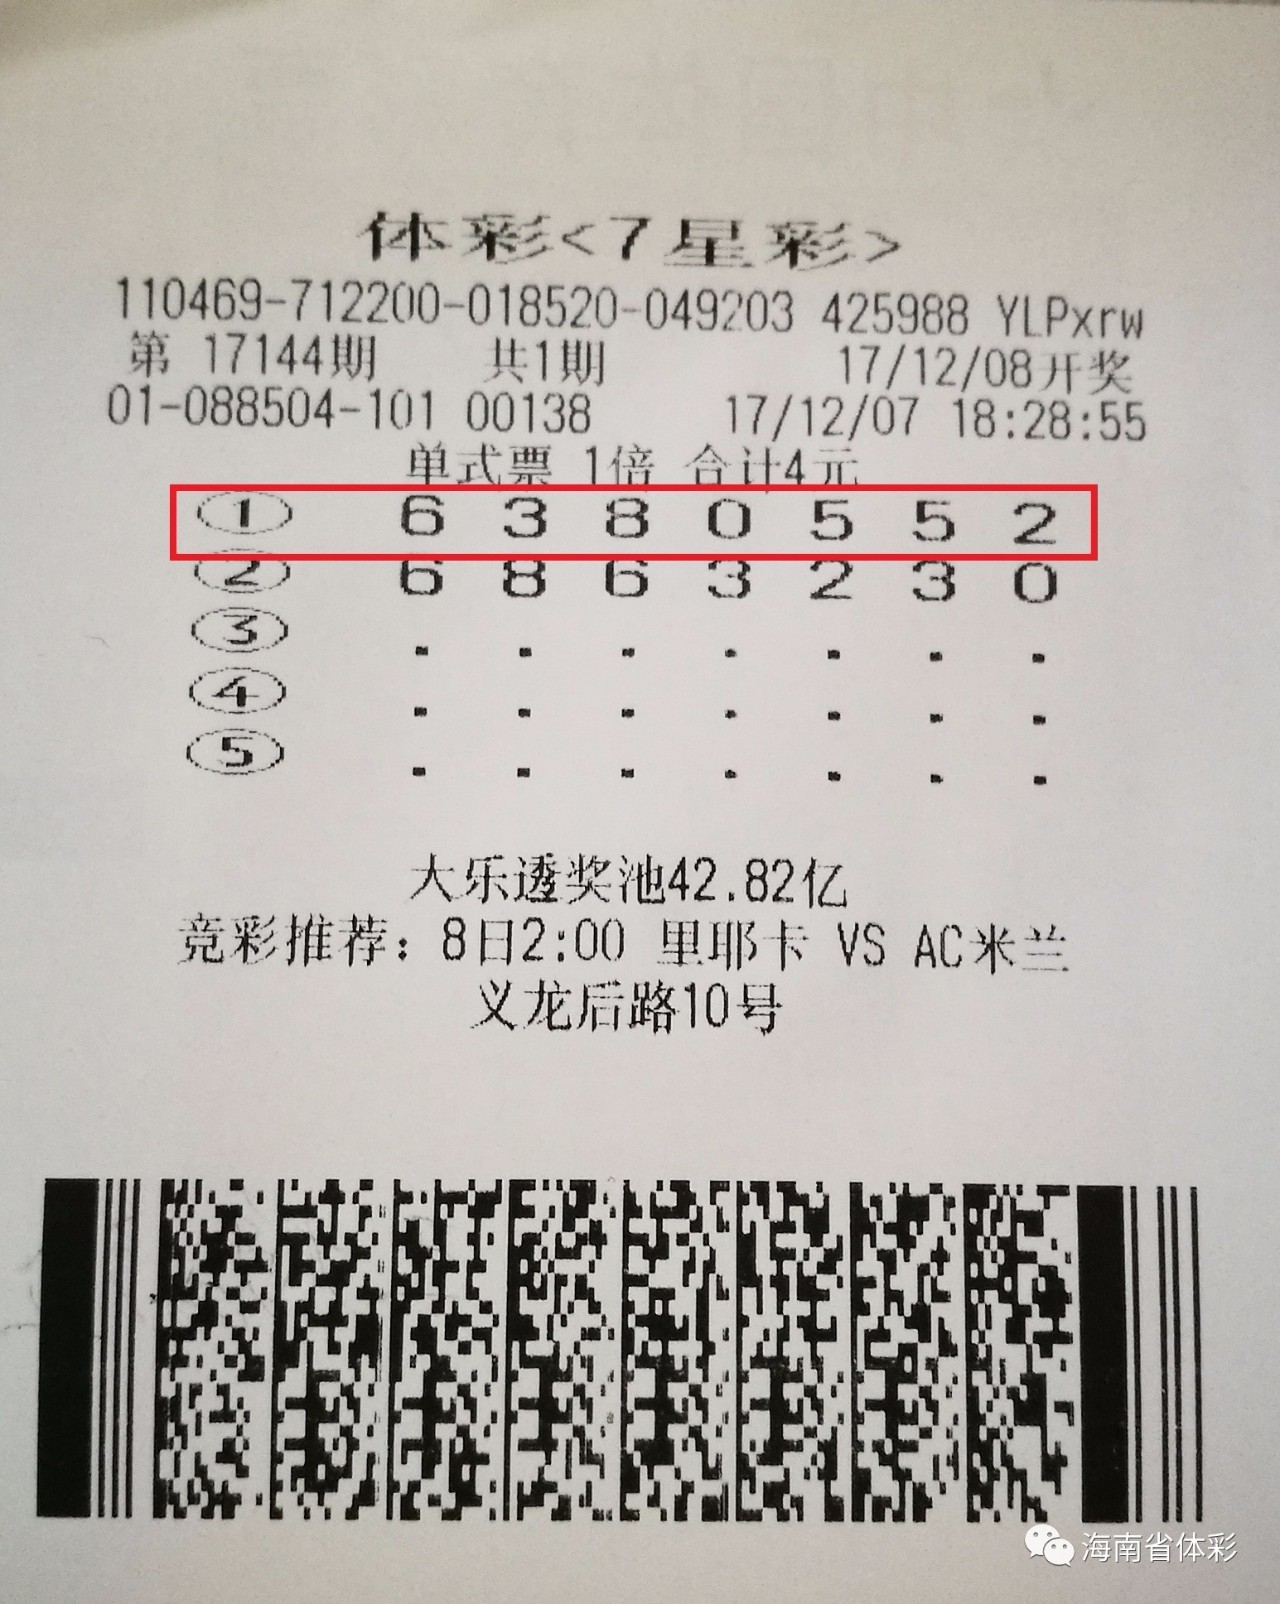 体彩<7星彩>
110469-712200-018520-049203 425988 YLPxrw
第 17144期 共1期 17/12/08开奖
01-088504-101 00138 17/12/07 18:28:55
单式票 1倍 合计4元
① 6 3 8 0 5 5 2
② 6 8 6 3 2 3 0
③ . . . . . . .
④ . . . . . . .
⑤ . . . . . . .
大乐透奖池42.82亿
竞彩推荐：8日2:00 里耶卡 VS AC米兰
义龙后路10号
海南省体彩